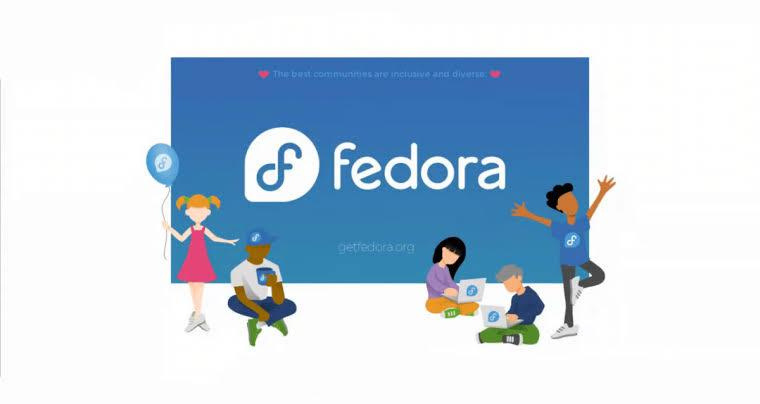 The best communities are inclusive and diverse.
fedora
getfedora.org